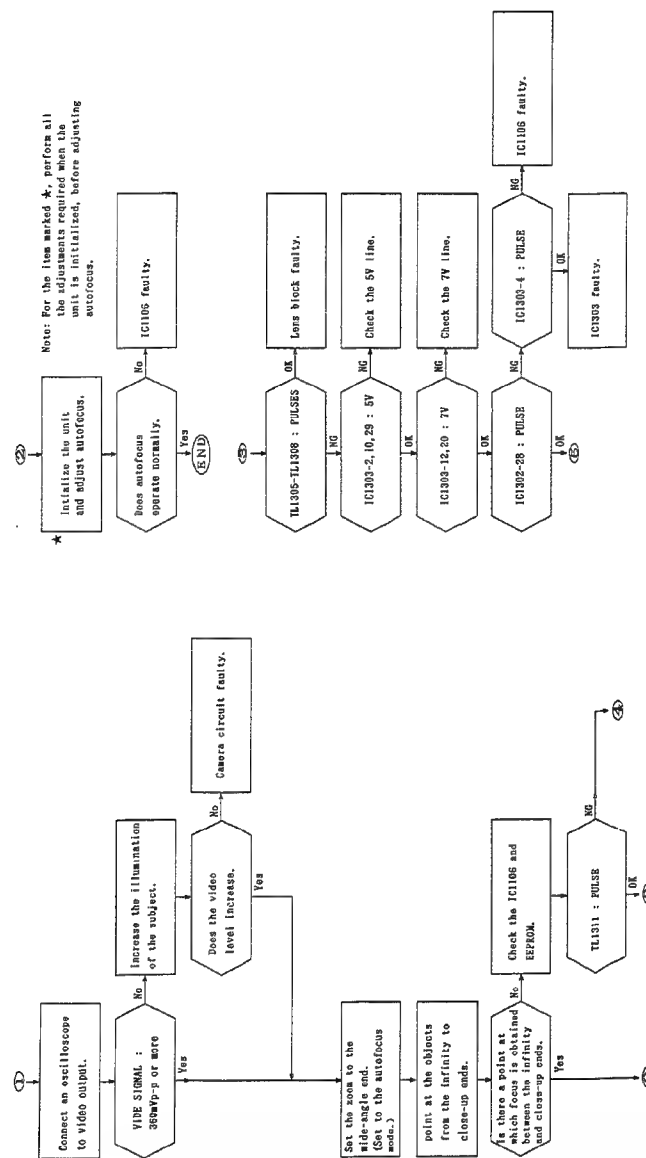 ①
Connect an oscilloscope
to video output.
VIDE SIGNAL :
360mVp-p or more
No
Yes
Increase the illumination
of the subject.
Does the video
level increase.
No
Yes
Camera circuit faulty.
Set the zoom to the
wide-angle end.
(Set to the autofocus
mode.)
point at the objects
from the infinity to
close-up ends.
Is there a point at
which focus is obtained
between the infinity
and close-up ends.
No
Yes
Check the IC1106 and
EEPROM.
TL1311 : PULSE
NG
OK
④
②
★
Intialize the unit
and adjust autofocus.
Note: For the item marked ★, perform all
the adjustments required when the
unit is initialized, before adjusting
autofocus.
Does autofocus
operate normally.
No
Yes
IC1106 faulty.
END
③
TL1305-TL1308 : PULSES
OK
NG
Lens block faulty.
IC1303-2,10,29 : 5V
NG
OK
Check the 5V line.
IC1303-12,20 : 7V
NG
OK
Check the 7V line.
IC1302-28 : PULSE
NG
OK
IC1303-4 : PULSE
NG
OK
IC1106 faulty.
IC1303 faulty.
⑤